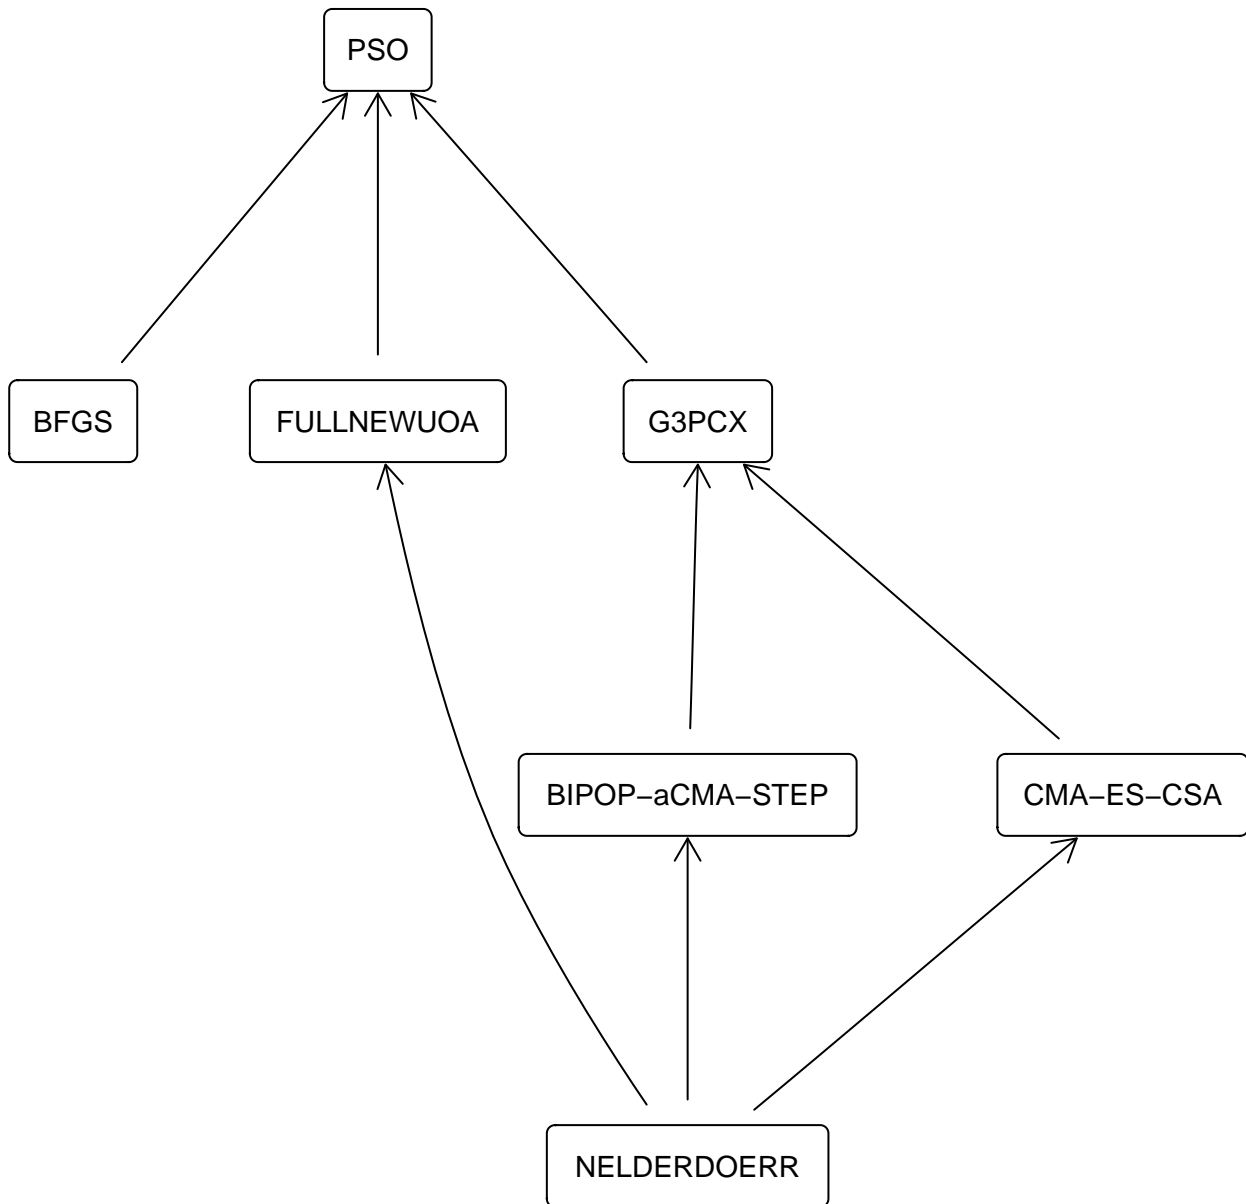 PSO
BFGS
FULLNEWUOA
G3PCX
BIPOP−aCMA−STEP
CMA−ES−CSA
NELDERDOERR